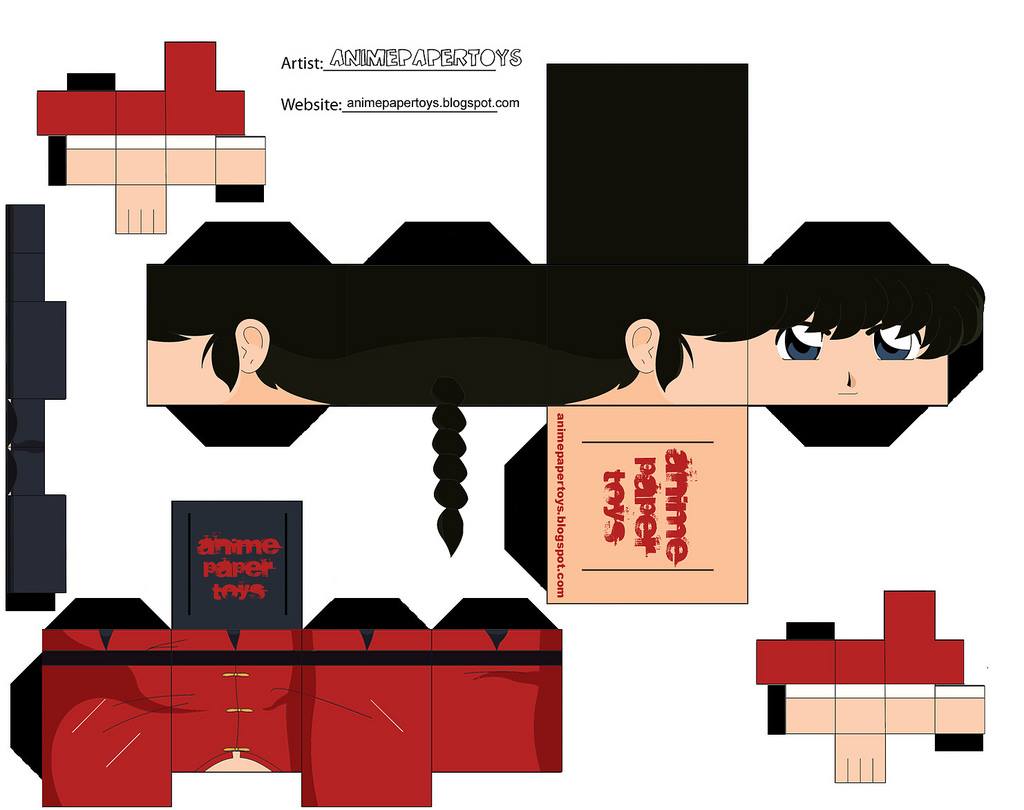 Artist: ANIMEPAPERTOYS
Website: animepapertoys.blogspot.com
anime
paper
toys
animepapertoys.blogspot.com
anime
paper
toys